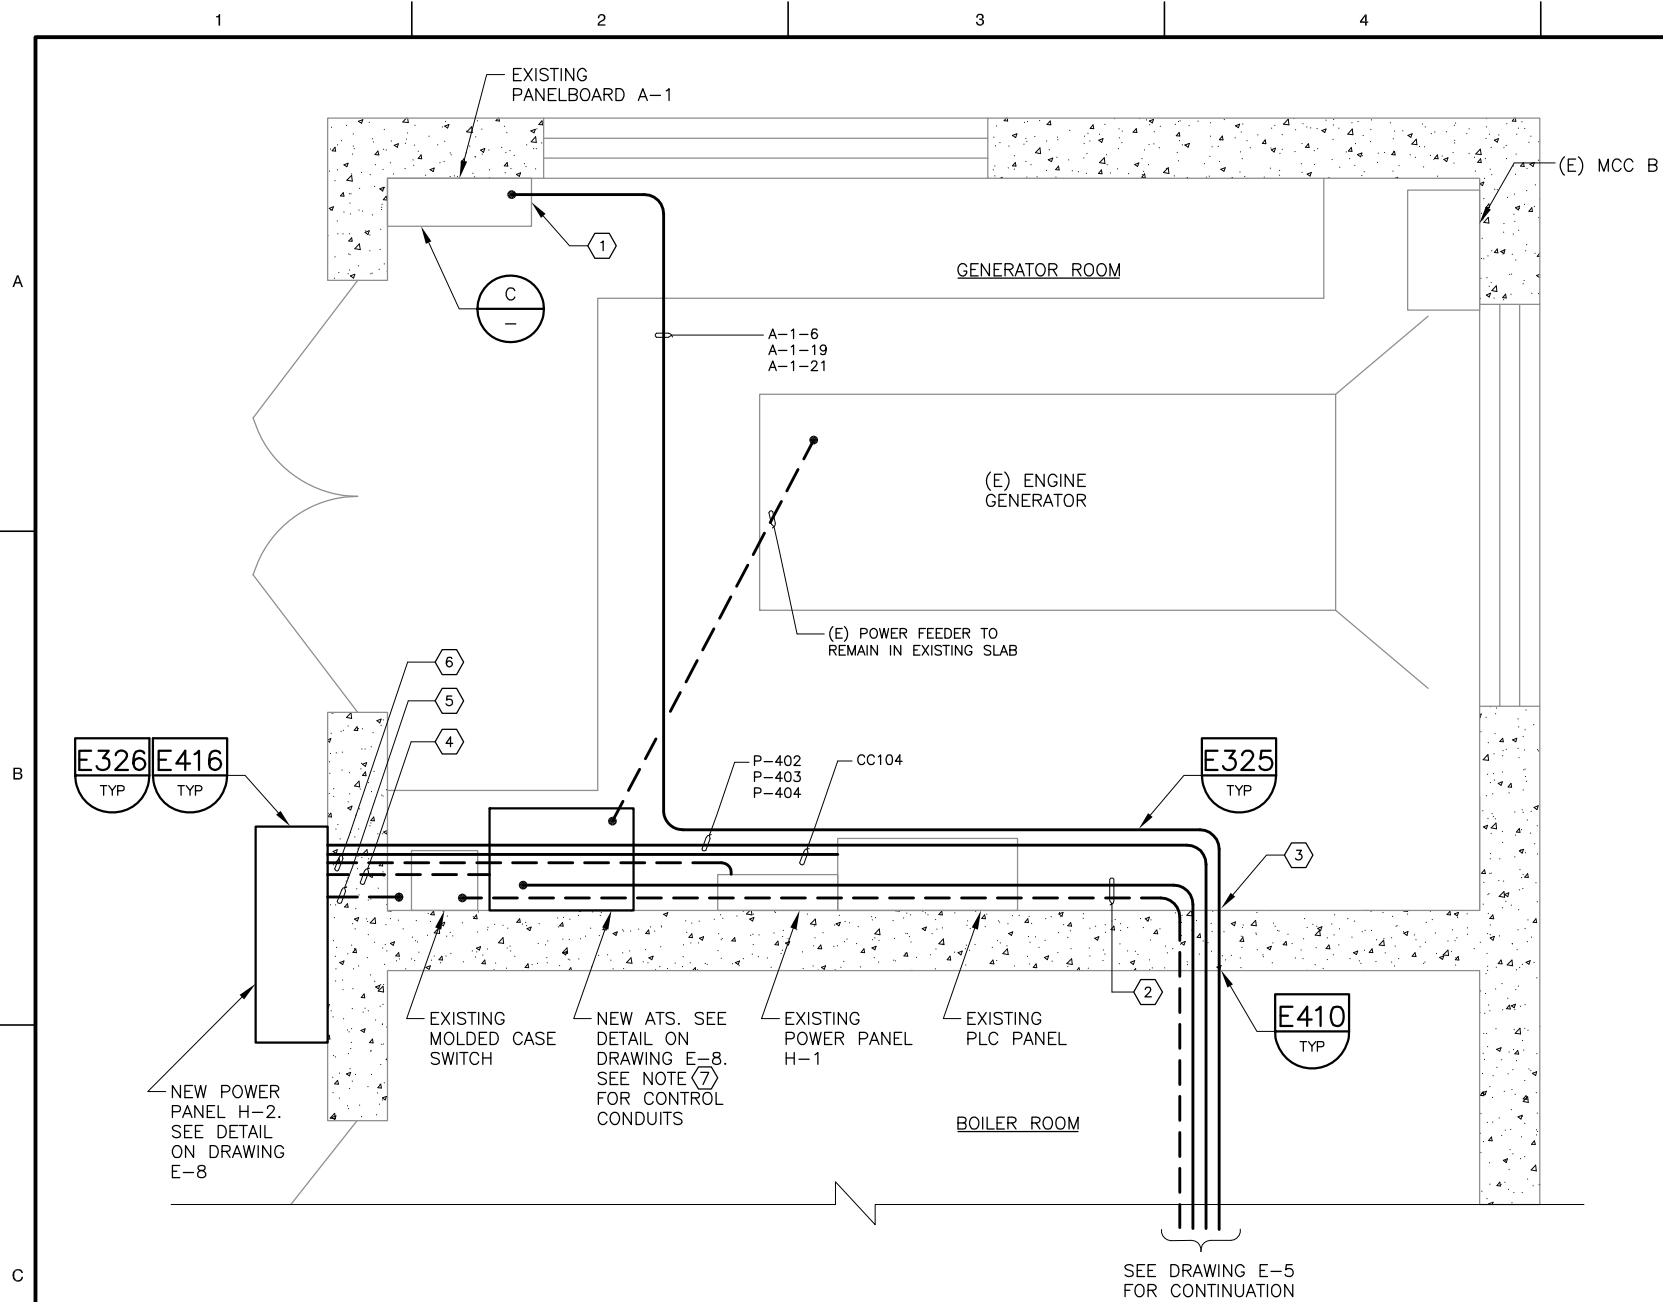 1
2
3
4
A
B
C
EXISTING
PANELBOARD A-1
(E) MCC B
1
C
-
GENERATOR ROOM
A-1-6
A-1-19
A-1-21
(E) ENGINE
GENERATOR
(E) POWER FEEDER TO
REMAIN IN EXISTING SLAB
6
5
4
E326
TYP
E416
TYP
P-402
P-403
P-404
CC104
E325
TYP
3
2
E410
TYP
EXISTING
MOLDED CASE
SWITCH
NEW ATS. SEE
DETAIL ON
DRAWING E-8.
SEE NOTE 7
FOR CONTROL
CONDUITS
EXISTING
POWER PANEL
H-1
EXISTING
PLC PANEL
NEW POWER
PANEL H-2.
SEE DETAIL
ON DRAWING
E-8
BOILER ROOM
SEE DRAWING E-5
FOR CONTINUATION